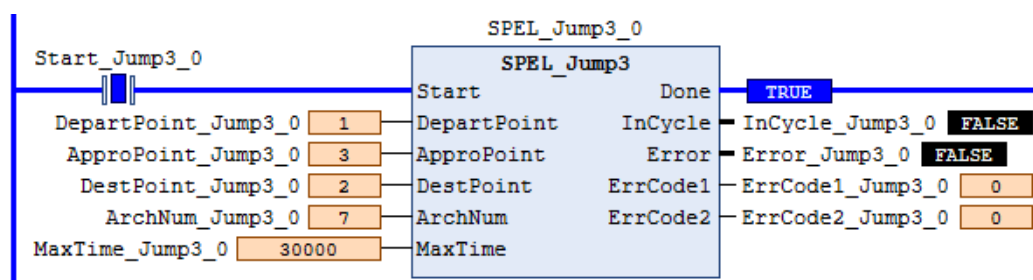 SPEL_Jump3_0
Start_Jump3_0
SPEL_Jump3
Start Done TRUE
DepartPoint_Jump3_0 1 DepartPoint InCycle InCycle_Jump3_0 FALSE
ApproPoint_Jump3_0 3 ApproPoint Error Error_Jump3_0 FALSE
DestPoint_Jump3_0 2 DestPoint ErrCode1 ErrCode1_Jump3_0 0
ArchNum_Jump3_0 7 ArchNum ErrCode2 ErrCode2_Jump3_0 0
MaxTime_Jump3_0 30000 MaxTime